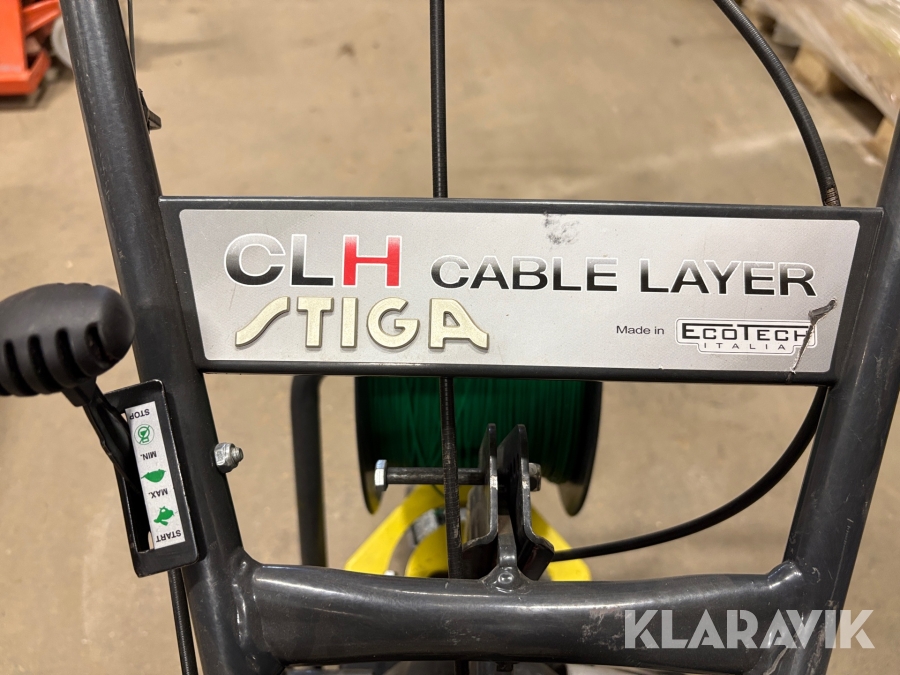 CLH CABLE LAYER
STIGA
Made in ECOTECH
ITALIA
STOP
MIN.
MAX.
START
KLARAVIK